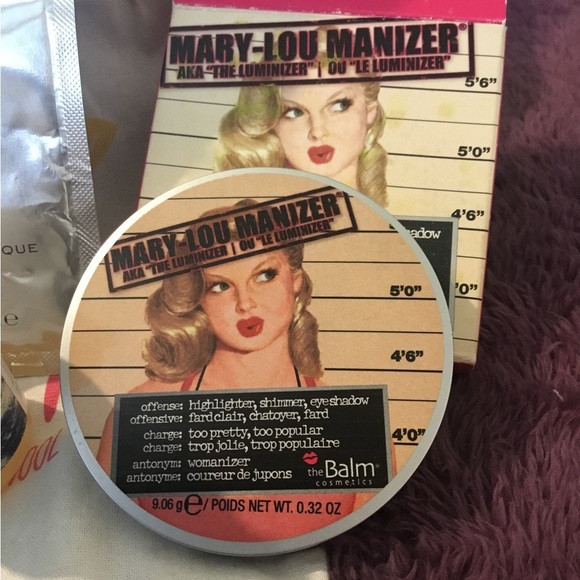 MARY-LOU MANIZER®
AKA "THE LUMINIZER" | OU "LE LUMINIZER"
5'6"
5'0"
4'6"
adow
'0"
QUE
e
MARY-LOU MANIZER®
AKA "THE LUMINIZER" | OU "LE LUMINIZER"
5'0"
4'6"
4'0"
offense: highlighter, shimmer, eyeshadow
offensive: fard clair, chatoyer, fard
charge: too pretty, too popular
charge: trop jolie, trop populaire
antonym: womanizer
antonyme: coureur de jupons
theBalm®
cosmetics
9.06 g e / POIDS NET WT. 0.32 OZ